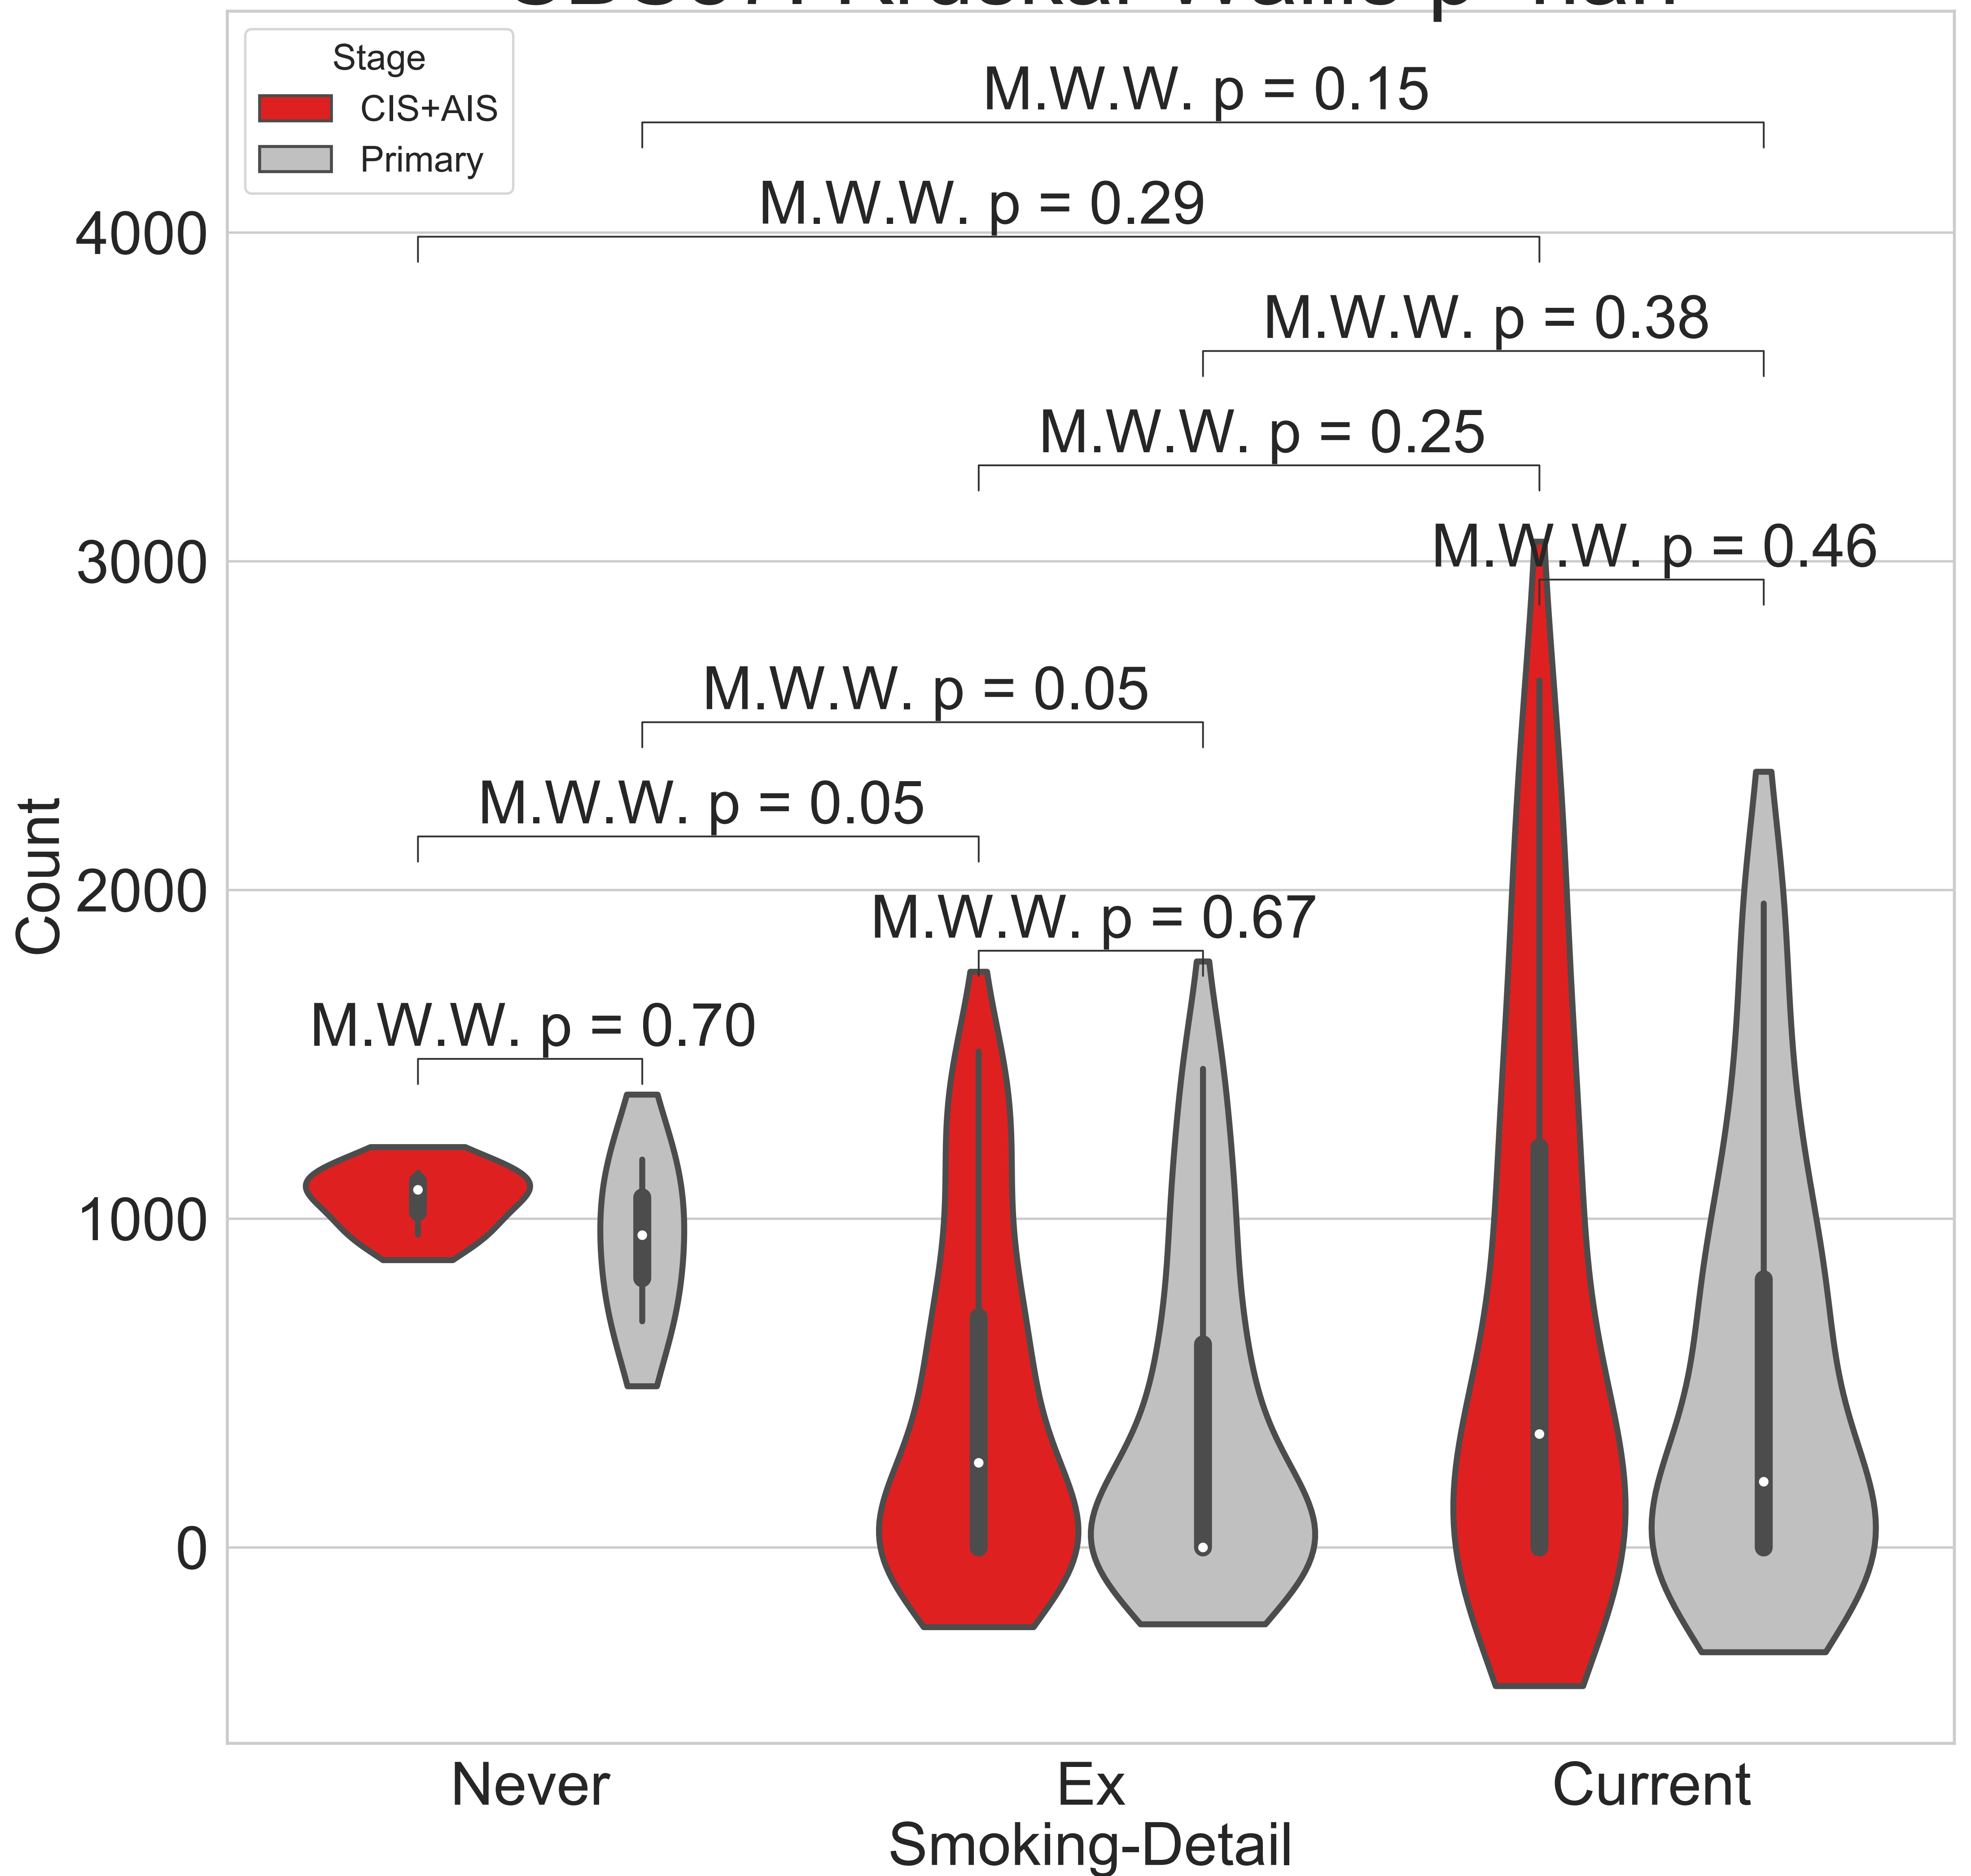 Stage
CIS+AIS
Primary
M.W.W. p = 0.15
M.W.W. p = 0.29
M.W.W. p = 0.38
M.W.W. p = 0.25
M.W.W. p = 0.46
M.W.W. p = 0.05
M.W.W. p = 0.05
M.W.W. p = 0.67
M.W.W. p = 0.70
4000
3000
2000
1000
0
Count
Never
Ex
Current
Smoking-Detail